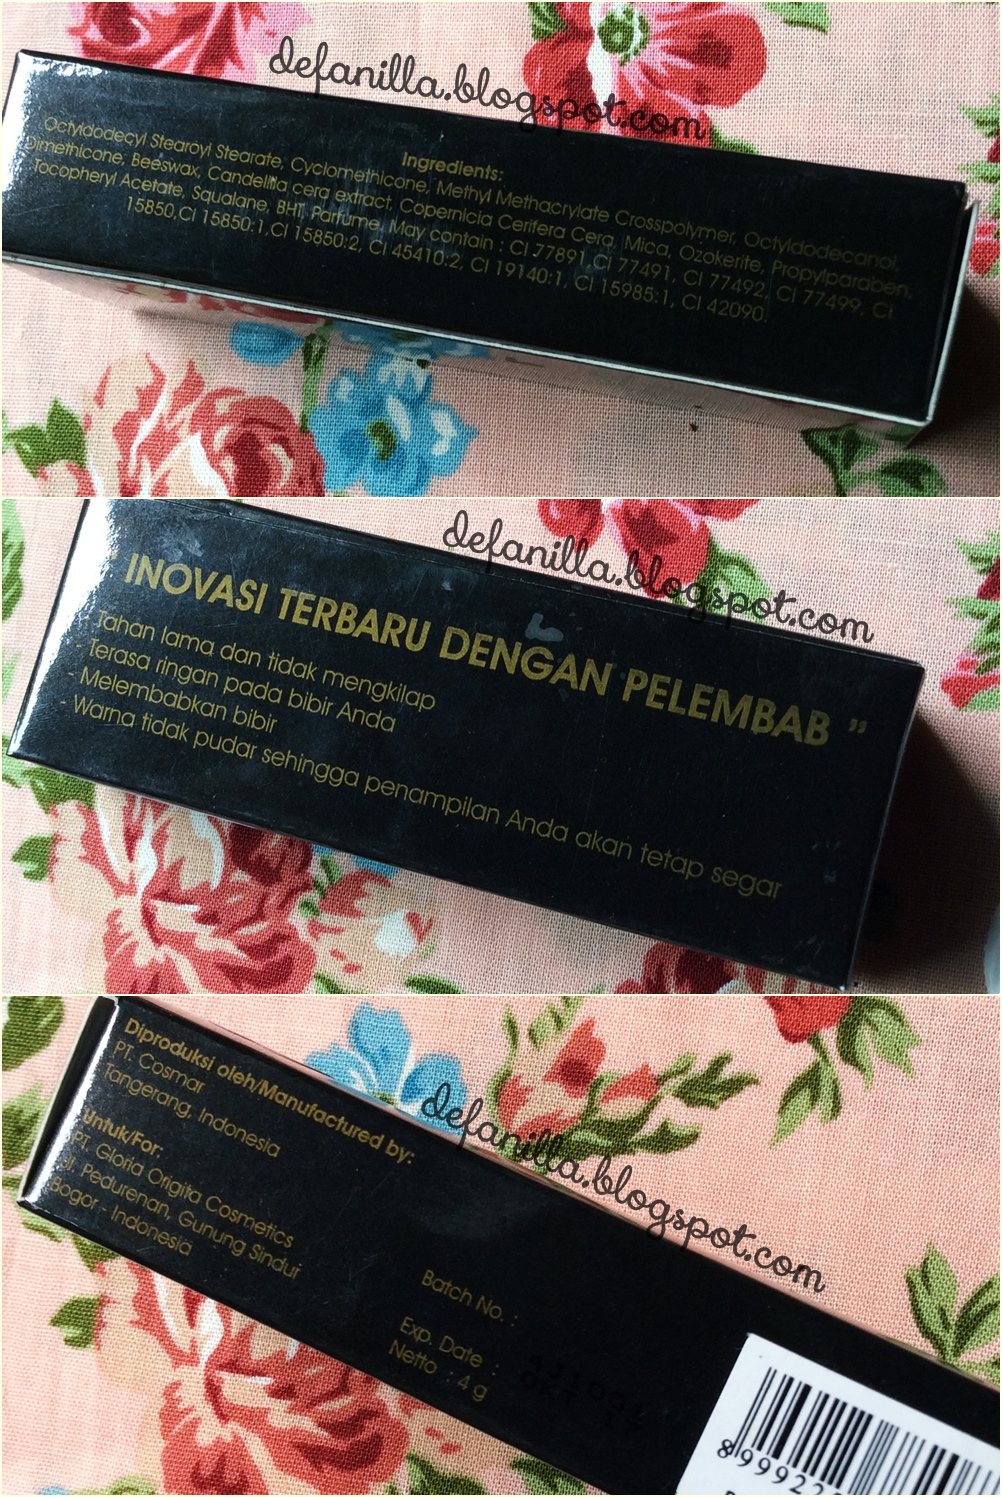 defanilla.blogspot.com
Ingredients:
Octyldodecyl Stearoyl Stearate, Cyclomethicone, Methyl Methacrylate Crosspolymer, Octyldodecanol,
Dimethicone, Beeswax, Candelilla cera extract, Copernicia Cerifera Cera, Mica, Ozokerite, Propylparaben,
Tocopheryl Acetate, Squalane, BHT, Parfume, May contain : CI 77891,CI 77491, CI 77492, CI 77499, CI
15850,CI 15850:1,CI 15850:2, CI 45410:2, CI 19140:1, CI 15985:1, CI 42090.
defanilla.blogspot.com
" INOVASI TERBARU DENGAN PELEMBAB "
Tahan lama dan tidak mengkilap
- Terasa ringan pada bibir Anda
- Melembabkan bibir
- Warna tidak pudar sehingga penampilan Anda akan tetap segar
defanilla.blogspot.com
Diproduksi oleh/Manufactured by:
PT. Cosmar
Tangerang, Indonesia
Untuk/For:
PT. Gloria Origita Cosmetics
Jl. Pedurenan, Gunung Sindur
Bogor - Indonesia
Batch No. :
Exp. Date :
Netto : 4 g
899922